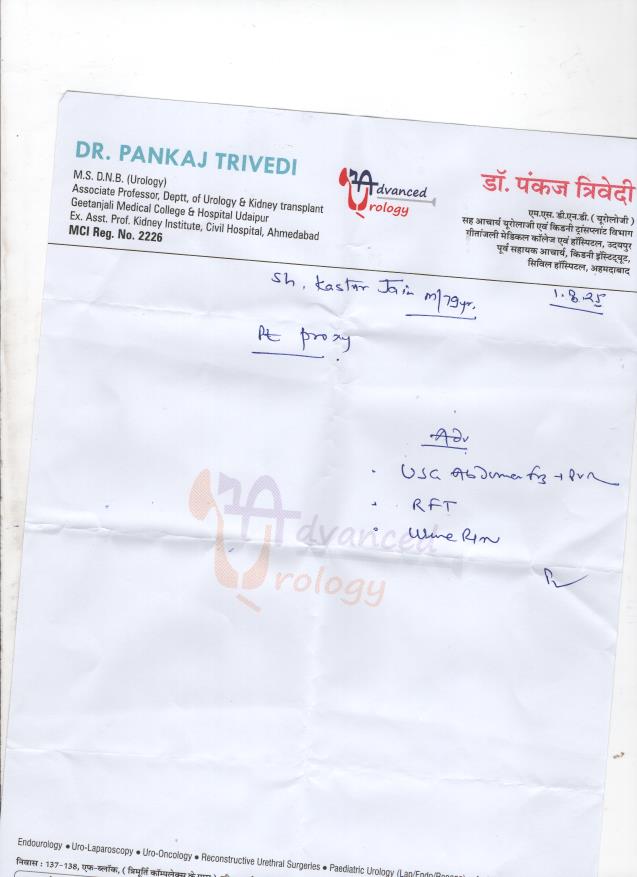 DR. PANKAJ TRIVEDI
M.S. D.N.B. (Urology)
Associate Professor, Deptt, of Urology & Kidney transplant
Geetanjali Medical College & Hospital Udaipur
Ex. Asst. Prof. Kidney Institute, Civil Hospital, Ahmedabad
MCI Reg. No. 2226
Advanced
Urology
डॉ. पंकज त्रिवेदी
एम.एस. डी.एन.डी. ( यूरोलोजी )
सह आचार्य यूरोलाजी एवं किडनी ट्रांसप्लांट विभाग
गीतांजली मेडिकल कॉलेज एवं हॉस्पिटल, उदयपुर
पूर्व सहायक आचार्य, किडनी इंस्टिट्यूट,
सिविल हॉस्पिटल, अहमदाबाद
Sh. Kastur Jain M/79yr. 1.8.25
Pt proxy
Adv
USG Abdomen + PVR
RFT
Urine R/m
Advanced
Urology
Endourology • Uro-Laparoscopy • Uro-Oncology • Reconstructive Urethral Surgeries • Paediatric Urology
निवास : 137-138, एफ-ब्लॉक,